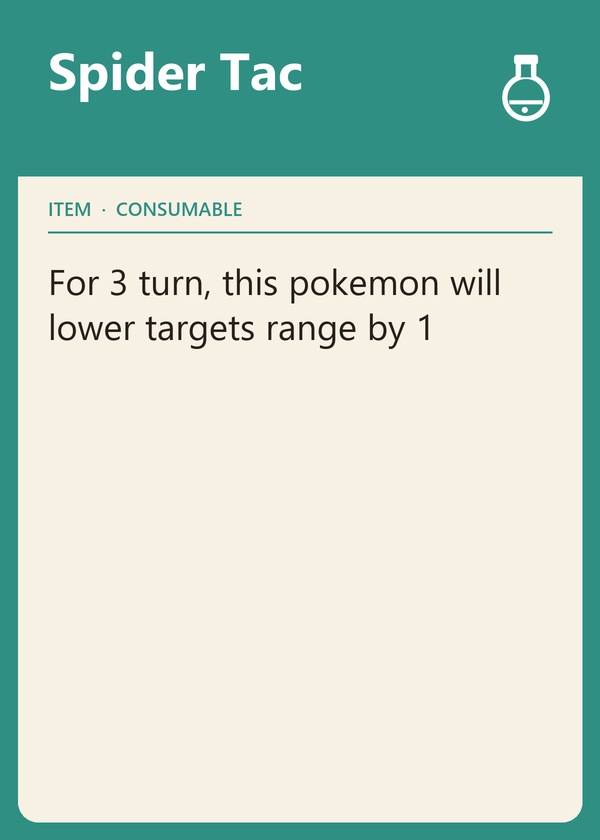 Spider Tac
ITEM · CONSUMABLE
For 3 turn, this pokemon will
lower targets range by 1